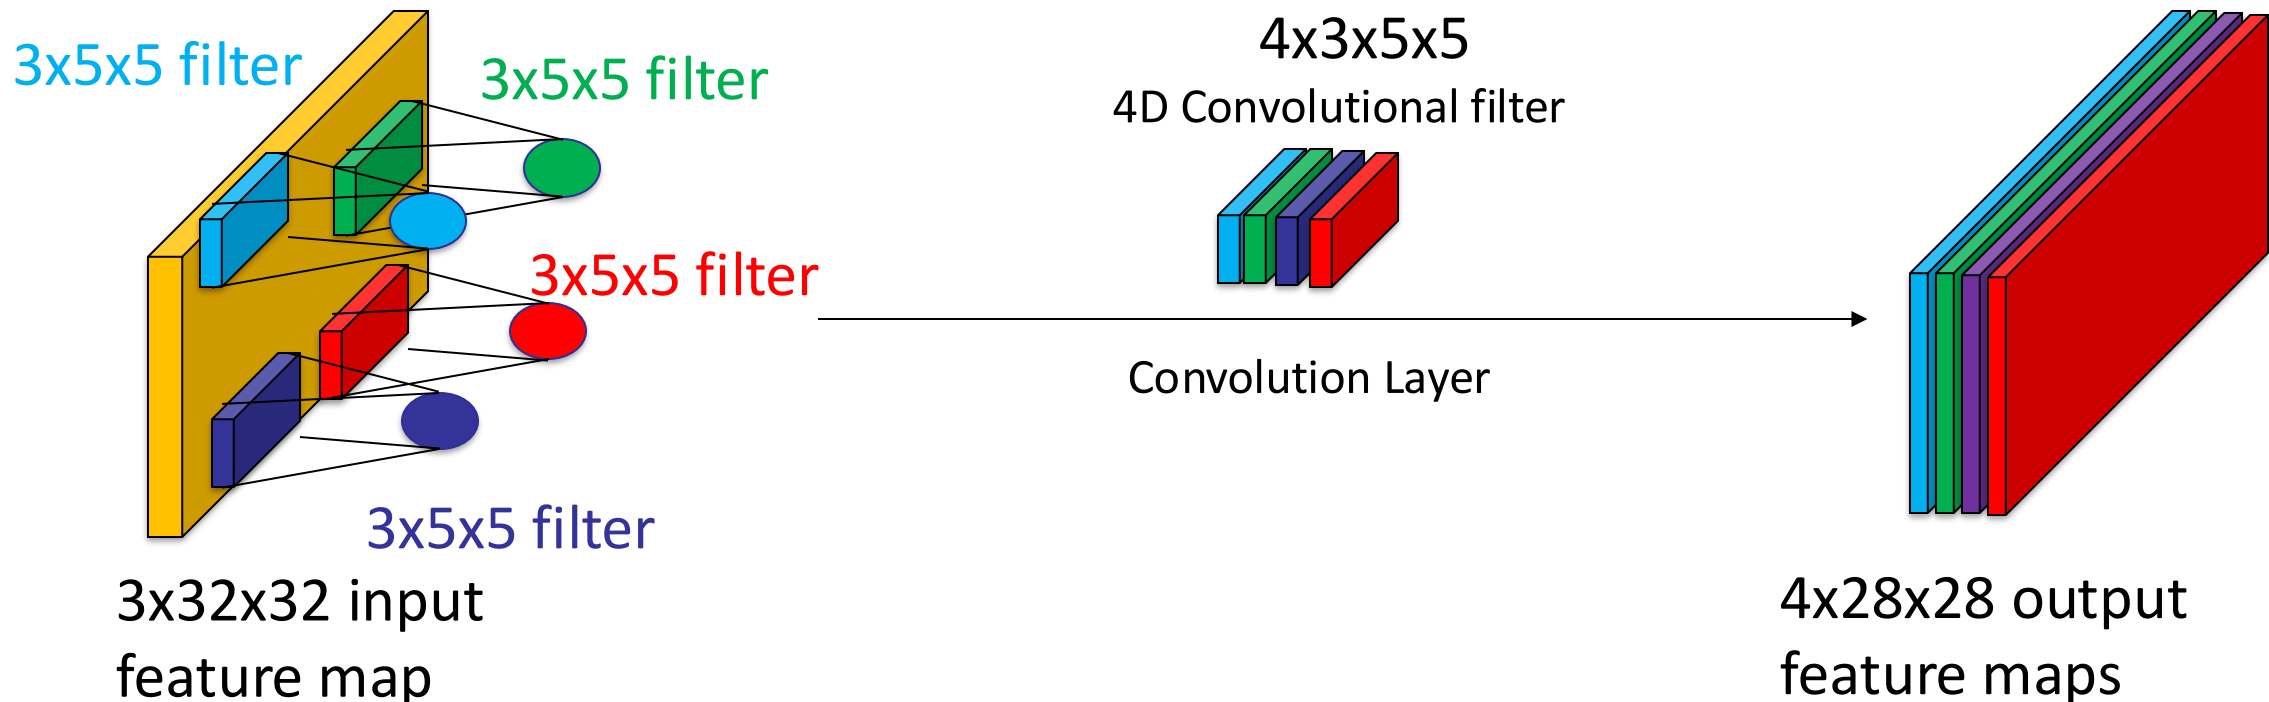 3x5x5 filter
3x5x5 filter
3x5x5 filter
3x5x5 filter
3x32x32 input
feature map
4x3x5x5
4D Convolutional filter
Convolution Layer
4x28x28 output
feature maps